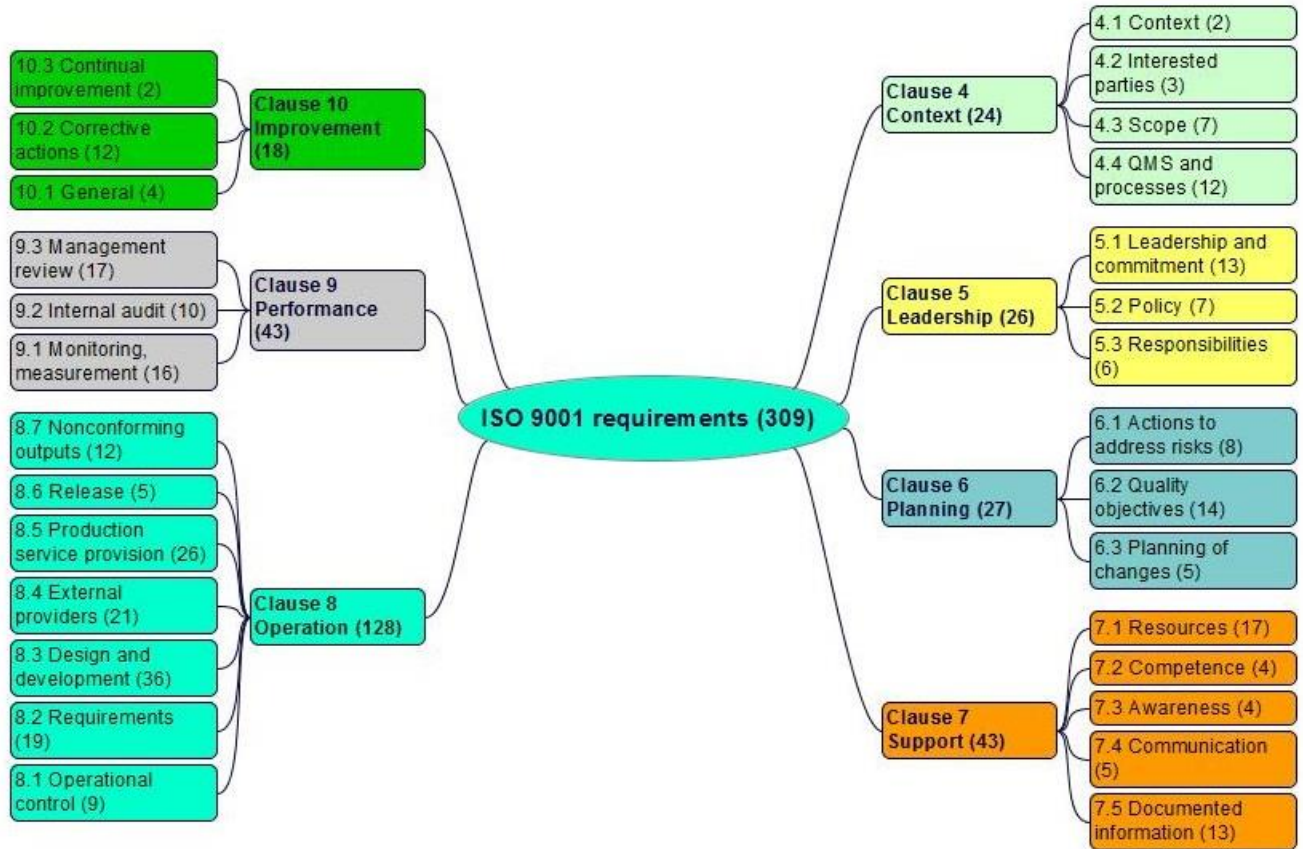 ISO 9001 requirements (309)
Clause 4
Context (24)
4.1 Context (2)
4.2 Interested
parties (3)
4.3 Scope (7)
4.4 QMS and
processes (12)
Clause 5
Leadership (26)
5.1 Leadership and
commitment (13)
5.2 Policy (7)
5.3 Responsibilities
(6)
Clause 6
Planning (27)
6.1 Actions to
address risks (8)
6.2 Quality
objectives (14)
6.3 Planning of
changes (5)
Clause 7
Support (43)
7.1 Resources (17)
7.2 Competence (4)
7.3 Awareness (4)
7.4 Communication
(5)
7.5 Documented
information (13)
Clause 8
Operation (128)
8.7 Nonconforming
outputs (12)
8.6 Release (5)
8.5 Production
service provision (26)
8.4 External
providers (21)
8.3 Design and
development (36)
8.2 Requirements
(19)
8.1 Operational
control (9)
Clause 9
Performance
(43)
9.3 Management
review (17)
9.2 Internal audit (10)
9.1 Monitoring,
measurement (16)
Clause 10
Improvement
(18)
10.3 Continual
improvement (2)
10.2 Corrective
actions (12)
10.1 General (4)